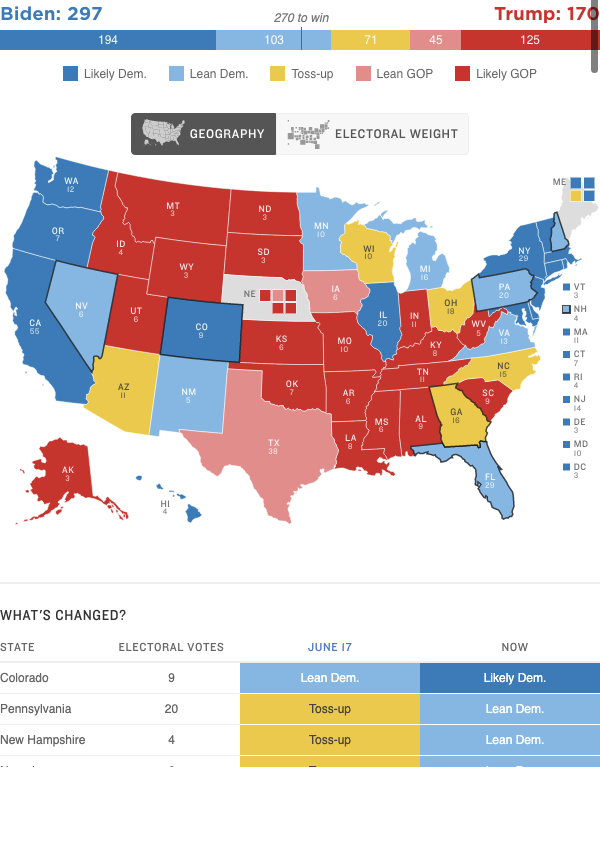 Biden: 297
270 to win
Trump: 170
194
103
71
45
125
Likely Dem.
Lean Dem.
Toss-up
Lean GOP
Likely GOP
GEOGRAPHY
ELECTORAL WEIGHT
WA
12
OR
7
CA
55
NV
6
ID
4
MT
3
WY
3
UT
6
AZ
11
CO
9
NM
5
ND
3
SD
3
NE
KS
6
OK
7
TX
38
MN
10
IA
6
MO
10
AR
6
LA
8
WI
10
IL
20
MI
16
IN
11
OH
18
KY
8
TN
11
MS
6
AL
9
GA
16
FL
29
SC
9
NC
15
VA
13
WV
5
PA
20
NY
29
ME
AK
3
HI
4
VT
3
NH
4
MA
11
CT
7
RI
4
NJ
14
DE
3
MD
10
DC
3
WHAT'S CHANGED?
STATE
ELECTORAL VOTES
JUNE 17
NOW
Colorado
9
Lean Dem.
Likely Dem.
Pennsylvania
20
Toss-up
Lean Dem.
New Hampshire
4
Toss-up
Lean Dem.